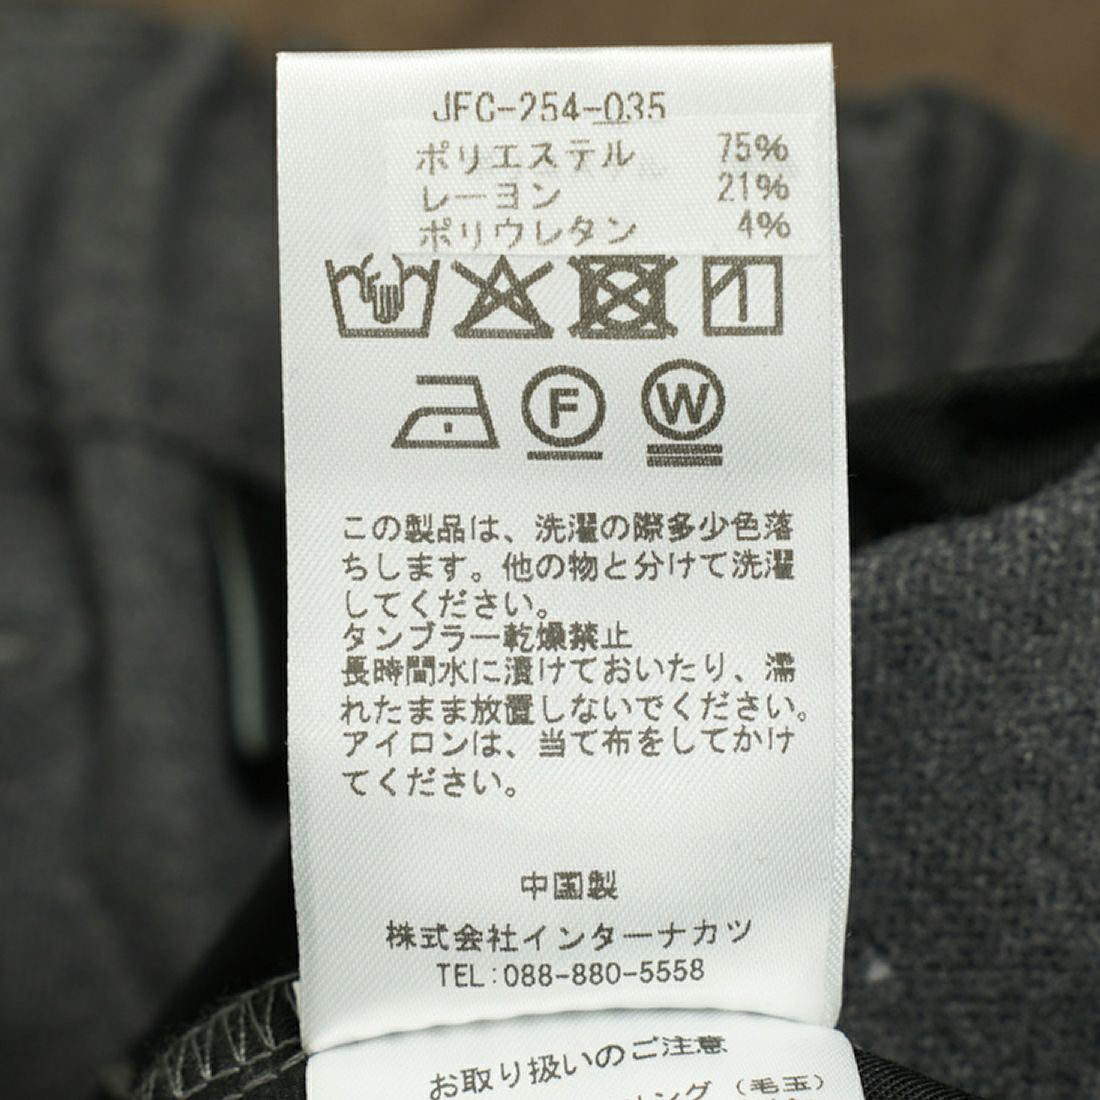 JFC-254-035
ポリエステル 75%
レーヨン 21%
ポリウレタン 4%
F W
この製品は、洗濯の際多少色落
ちします。他の物と分けて洗濯
してください。
タンブラー乾燥禁止
長時間水に漬けておいたり、濡
れたまま放置しないでください。
アイロンは、当て布をしてかけ
てください。
中国製
株式会社インターナカツ
TEL:088-880-5558
お取り扱いのご注意
リング(毛玉)